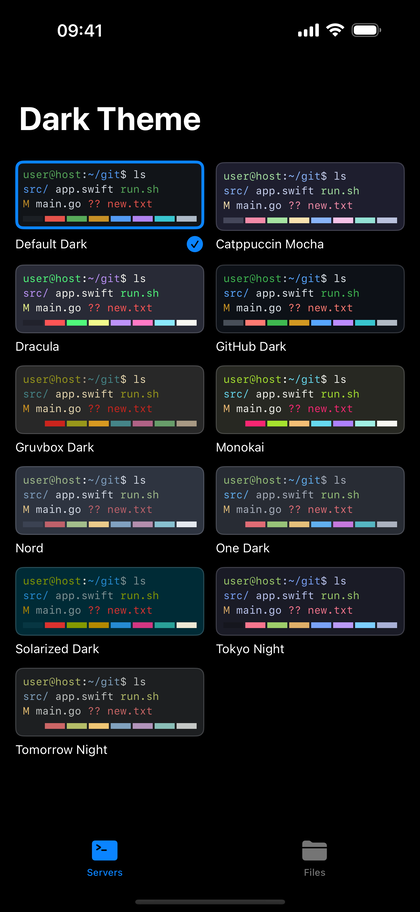 09:41
Dark Theme
user@host:~/git$ ls
src/ app.swift run.sh
M main.go ?? new.txt
Default Dark
user@host:~/git$ ls
src/ app.swift run.sh
M main.go ?? new.txt
Catppuccin Mocha
user@host:~/git$ ls
src/ app.swift run.sh
M main.go ?? new.txt
Dracula
user@host:~/git$ ls
src/ app.swift run.sh
M main.go ?? new.txt
GitHub Dark
user@host:~/git$ ls
src/ app.swift run.sh
M main.go ?? new.txt
Gruvbox Dark
user@host:~/git$ ls
src/ app.swift run.sh
M main.go ?? new.txt
Monokai
user@host:~/git$ ls
src/ app.swift run.sh
M main.go ?? new.txt
Nord
user@host:~/git$ ls
src/ app.swift run.sh
M main.go ?? new.txt
One Dark
user@host:~/git$ ls
src/ app.swift run.sh
M main.go ?? new.txt
Solarized Dark
user@host:~/git$ ls
src/ app.swift run.sh
M main.go ?? new.txt
Tokyo Night
user@host:~/git$ ls
src/ app.swift run.sh
M main.go ?? new.txt
Tomorrow Night
Servers
Files